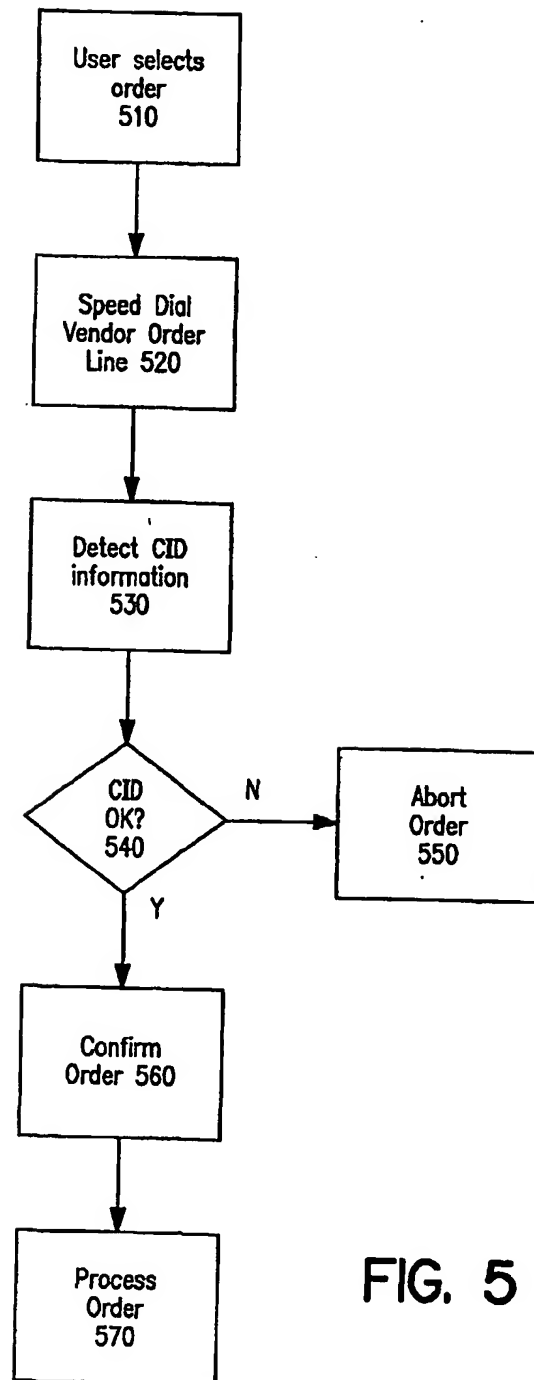 User selects
order
510
Speed Dial
Vendor Order
Line 520
Detect CID
information
530
CID
OK?
540
N
Abort
Order
550
Y
Confirm
Order 560
Process
Order
570
FIG. 5